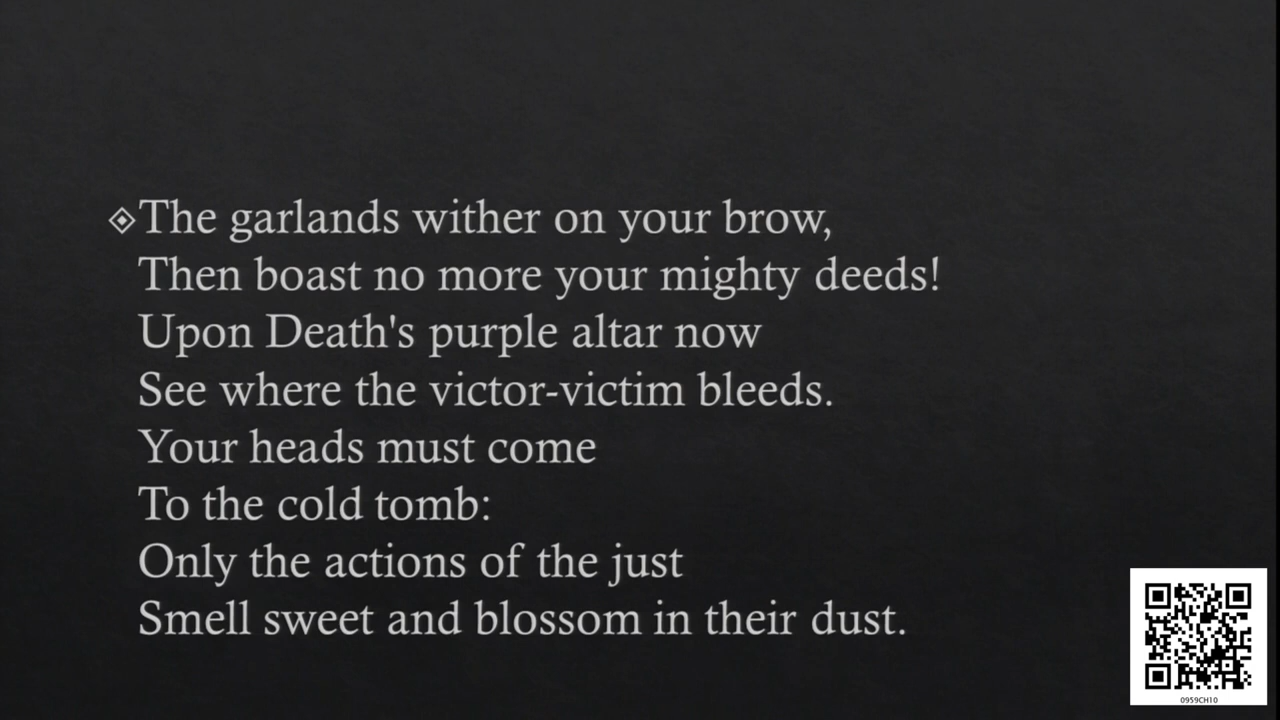 The garlands wither on your brow,
Then boast no more your mighty deeds!
Upon Death's purple altar now
See where the victor-victim bleeds.
Your heads must come
To the cold tomb:
Only the actions of the just
Smell sweet and blossom in their dust.
0959CH10